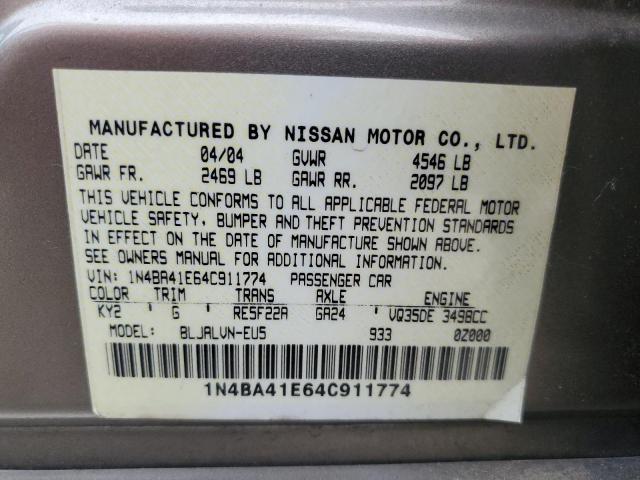 MANUFACTURED BY NISSAN MOTOR CO., LTD.
DATE 04/04 GVWR 4546 LB
GAWR FR. 2469 LB GAWR RR. 2097 LB
THIS VEHICLE CONFORMS TO ALL APPLICABLE FEDERAL MOTOR
VEHICLE SAFETY, BUMPER AND THEFT PREVENTION STANDARDS
IN EFFECT ON THE DATE OF MANUFACTURE SHOWN ABOVE.
SEE OWNERS MANUAL FOR ADDITIONAL INFORMATION.
VIN: 1N4BA41E64C911774 PASSENGER CAR
COLOR TRIM TRANS AXLE ENGINE
KY2 ' G ' RE5F22A GA24 ' VQ35DE 3498CC
MODEL: BLJALVN-EU5 933 0Z000
1N4BA41E64C911774